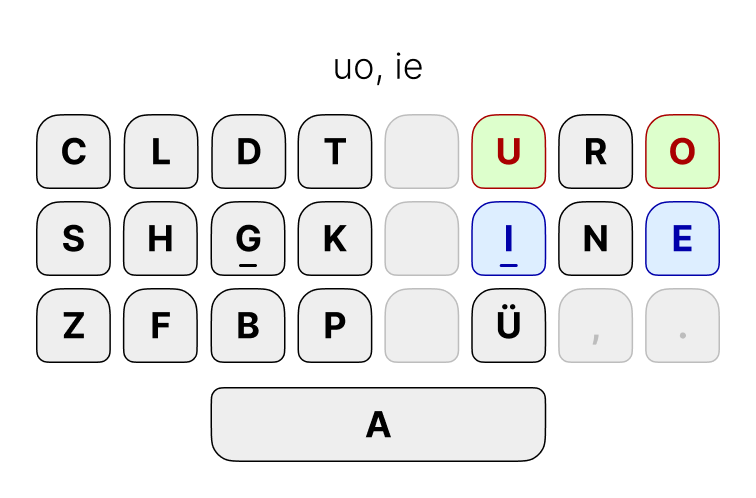 uo, ie
C L D T U R O
S H G K I N E
Z F B P Ü , .
A